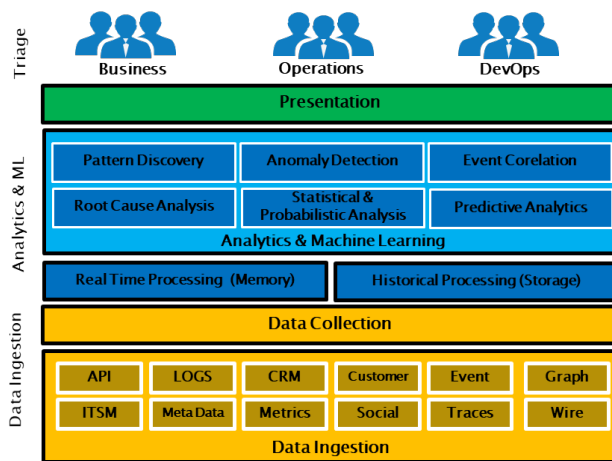 Triage
Business
Operations
DevOps
Presentation
Analytics & ML
Pattern Discovery
Anomaly Detection
Event Corelation
Root Cause Analysis
Statistical &
Probabilistic Analysis
Predictive Analytics
Analytics & Machine Learning
Real Time Processing (Memory)
Historical Processing (Storage)
Data Ingestion
Data Collection
API
LOGS
CRM
Customer
Event
Graph
ITSM
Meta Data
Metrics
Social
Traces
Wire
Data Ingestion